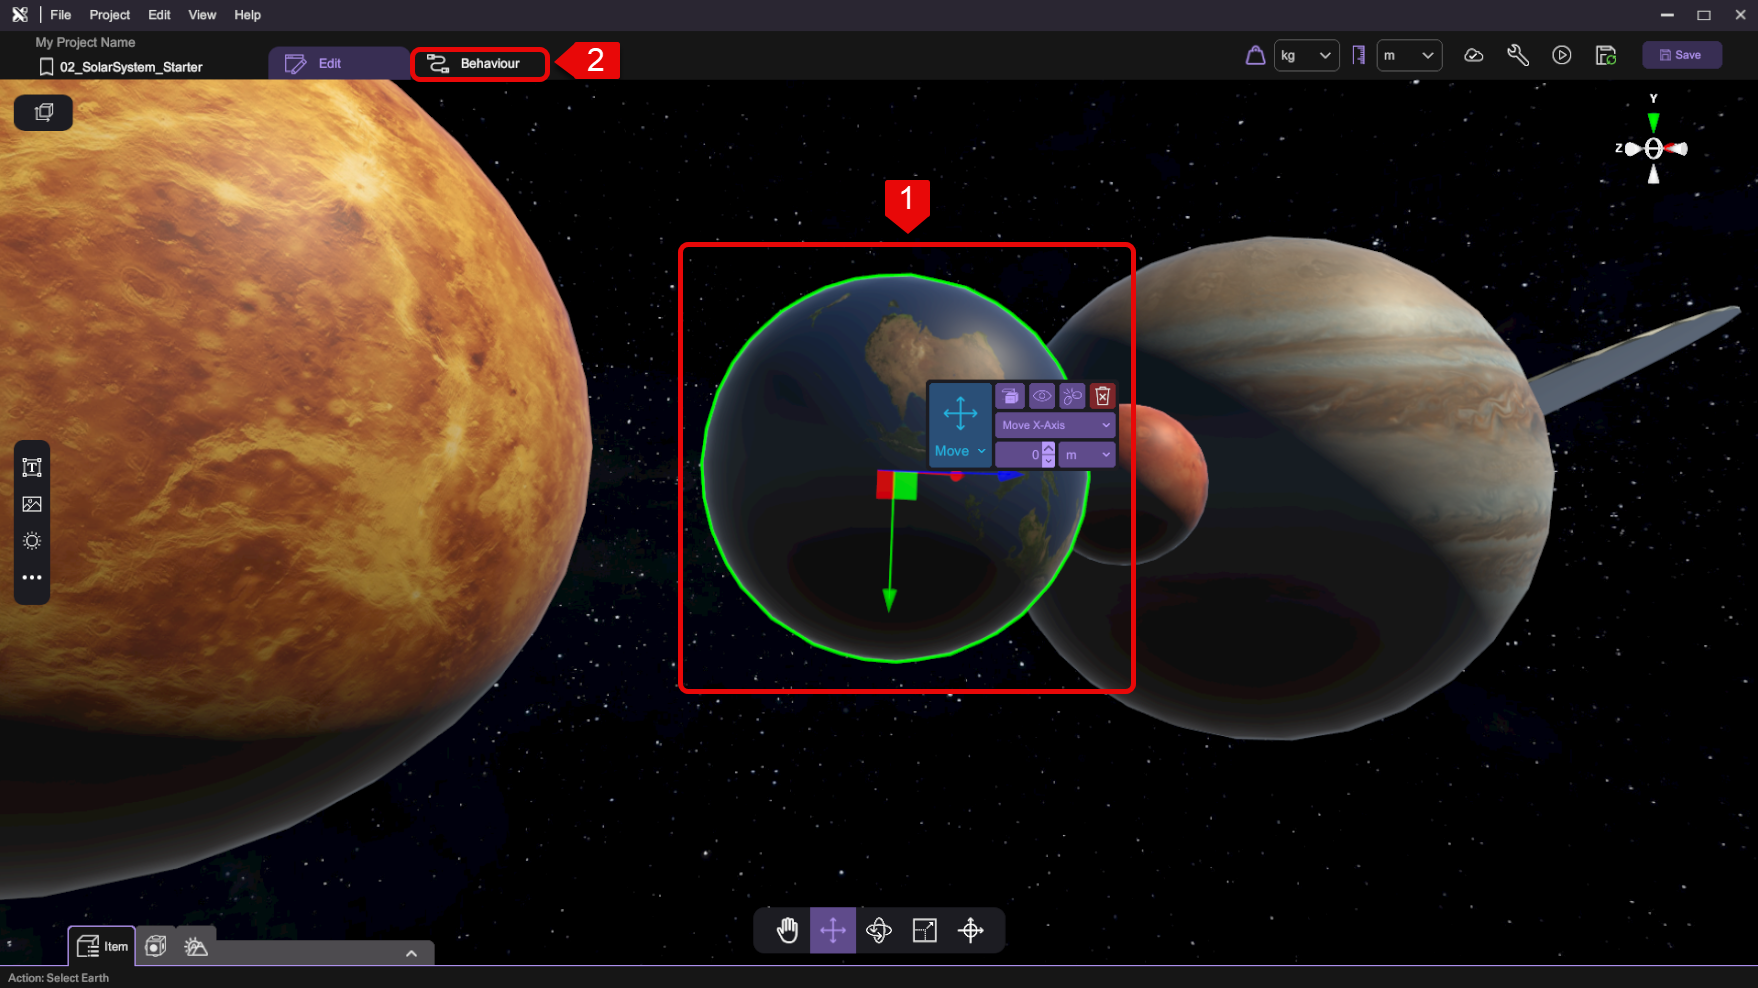 File Project Edit View Help
My Project Name
02_SolarSystem_Starter
Edit
Behaviour
2
kg
m
Save
Y
Z
1
Move X-Axis
Move
0
m
Item
Action: Select Earth